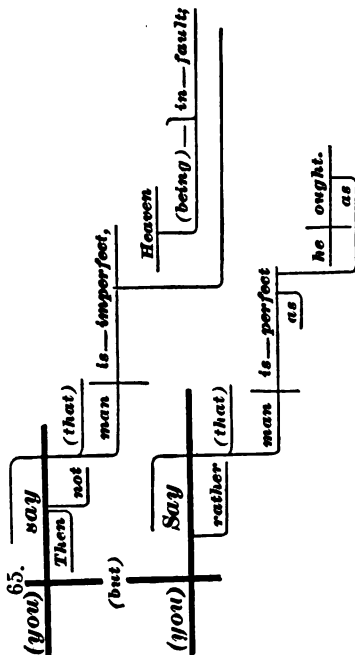 65.
(you) say
Then not
(that)
man is—imperfect,
Heaven
(being)—in—fault;
(but)
(you) Say
rather
(that)
man is—perfect
as
he ought.
as